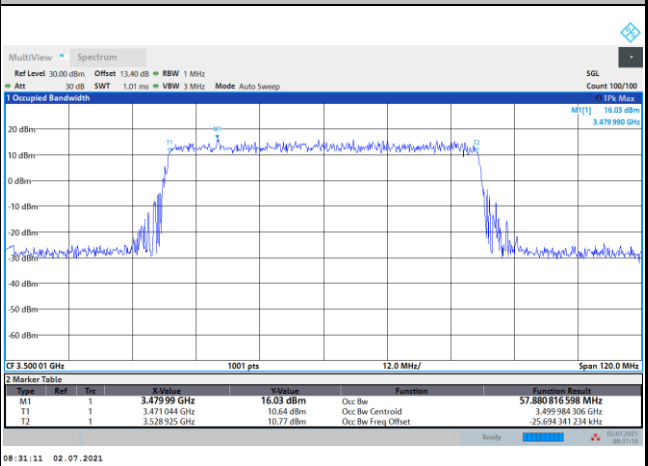 MultiView Spectrum
Ref Level 30.00 dBm Offset 13.40 dB RBW 1 MHz SGL
Att 30 dB SWT 1.01 ms VBW 3 MHz Mode Auto Sweep Count 100/100
1 Occupied Bandwidth 1Pk Max
M1[1] 16.03 dBm
3.479 990 GHz
20 dBm
T1 M1 T2
10 dBm
0 dBm
-10 dBm
-20 dBm
-30 dBm
-40 dBm
-50 dBm
-60 dBm
CF 3.500 01 GHz 1001 pts 12.0 MHz/ Span 120.0 MHz
2 Marker Table
Type Ref Trc X-Value Y-Value Function Function Result
M1 1 3.479 99 GHz 16.03 dBm Occ Bw 57.880 816 598 MHz
T1 1 3.471 044 GHz 10.64 dBm Occ Bw Centroid 3.499 984 306 GHz
T2 1 3.528 925 GHz 10.77 dBm Occ Bw Freq Offset -25.694 341 234 kHz
Ready 02.07.2021
08:31:10
08:31:11 02.07.2021